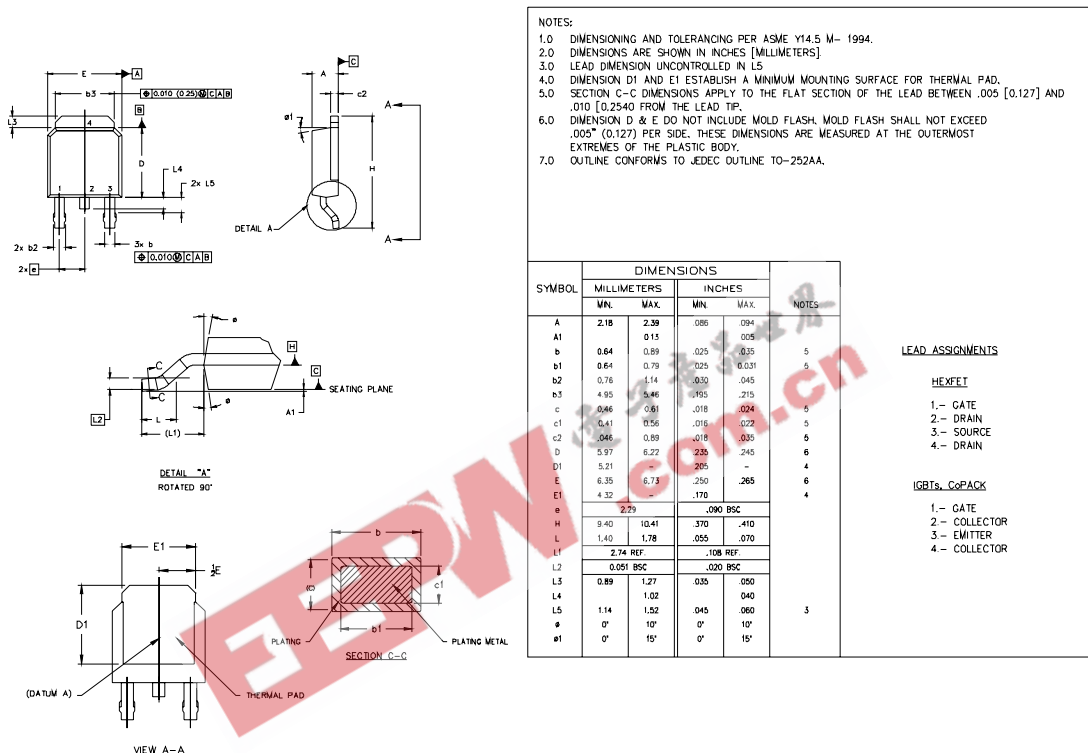 NOTES:
1.0 DIMENSIONING AND TOLERANCING PER ASME Y14.5 M- 1994.
2.0 DIMENSIONS ARE SHOWN IN INCHES [MILLIMETERS].
3.0 LEAD DIMENSION UNCONTROLLED IN L5
4.0 DIMENSION D1 AND E1 ESTABLISH A MINIMUM MOUNTING SURFACE FOR THERMAL PAD.
5.0 SECTION C-C DIMENSIONS APPLY TO THE FLAT SECTION OF THE LEAD BETWEEN .005 [0.127] AND
.010 [0.2540 FROM THE LEAD TIP.
6.0 DIMENSION D & E DO NOT INCLUDE MOLD FLASH. MOLD FLASH SHALL NOT EXCEED
.005" (0.127) PER SIDE. THESE DIMENSIONS ARE MEASURED AT THE OUTERMOST
EXTREMES OF THE PLASTIC BODY.
7.0 OUTLINE CONFORMS TO JEDEC OUTLINE TO-252AA.
E A
b3 ⌖ 0.010 (0.25) Ⓜ C A B
B
L3
4
D
L4
2x L5
1 2 3
2x b2
3x b
⌖ 0.010 Ⓜ C A B
2x e
C
A
c2
ø1
H
A
A
DETAIL A
ø
H
C
C
C
SEATING PLANE
L2
L
(L1)
ø
A1
DETAIL "A"
ROTATED 90°
E1
½E
D1
(DATUM A)
THERMAL PAD
VIEW A-A
b
(c)
c1
b1
PLATING
PLATING METAL
SECTION C-C
SYMBOL DIMENSIONS NOTES
MILLIMETERS INCHES
MIN. MAX. MIN. MAX.
A 2.18 2.39 .086 .094
A1 0.13 .005
b 0.64 0.89 .025 .035 5
b1 0.64 0.79 .025 0.031 5
b2 0.76 1.14 .030 .045
b3 4.95 5.46 .195 .215
c 0.46 0.61 .018 .024 5
c1 0.41 0.56 .016 .022 5
c2 .046 0.89 .018 .035 5
D 5.97 6.22 .235 .245 6
D1 5.21 - .205 - 4
E 6.35 6.73 .250 .265 6
E1 4.32 - .170 4
e 2.29 .090 BSC
H 9.40 10.41 .370 .410
L 1.40 1.78 .055 .070
L1 2.74 REF. .108 REF.
L2 0.051 BSC .020 BSC
L3 0.89 1.27 .035 .050
L4 1.02 .040
L5 1.14 1.52 .045 .060 3
ø 0° 10° 0° 10°
ø1 0° 15° 0° 15°
LEAD ASSIGNMENTS
HEXFET
1.- GATE
2.- DRAIN
3.- SOURCE
4.- DRAIN
IGBTs, CoPACK
1.- GATE
2.- COLLECTOR
3.- EMITTER
4.- COLLECTOR
EEPW.com.cn
電子產品世界